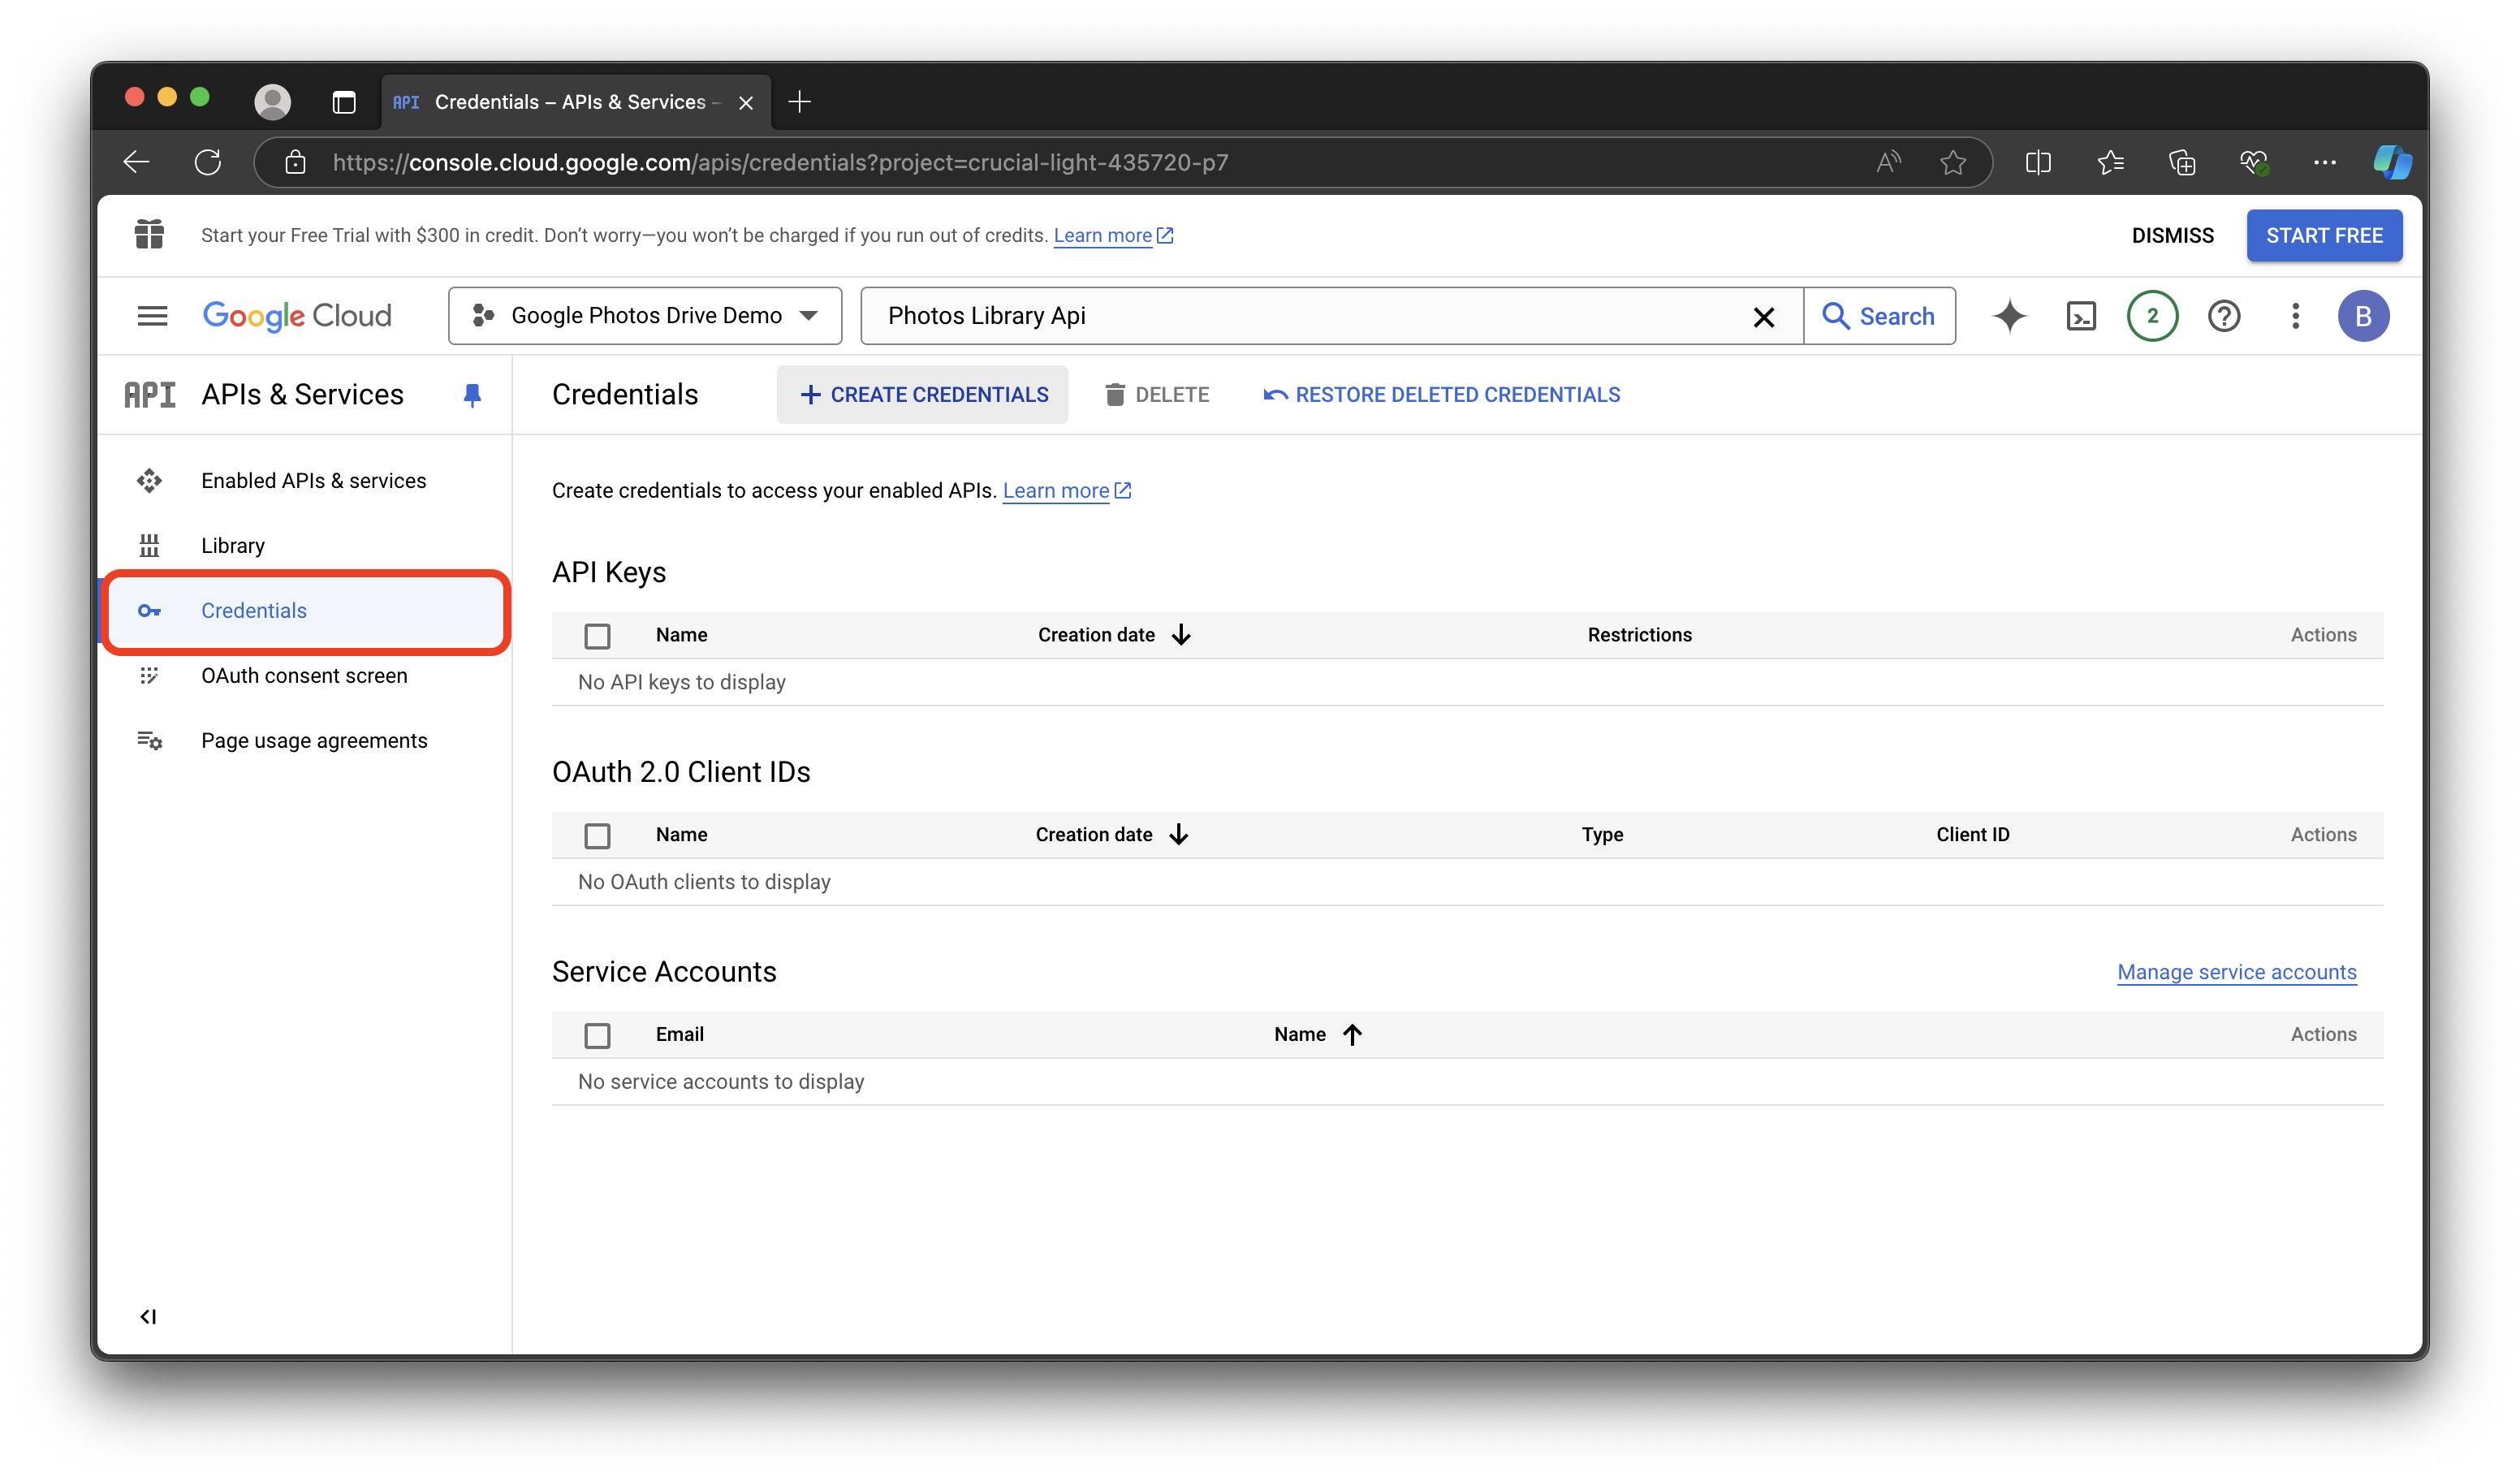 API Credentials – APIs & Services –
https://console.cloud.google.com/apis/credentials?project=crucial-light-435720-p7
Start your Free Trial with $300 in credit. Don't worry—you won't be charged if you run out of credits. Learn more
DISMISS
START FREE
Google Cloud
Google Photos Drive Demo
Photos Library Api
Search
2
B
API APIs & Services
Credentials
CREATE CREDENTIALS
DELETE
RESTORE DELETED CREDENTIALS
Enabled APIs & services
Library
Credentials
OAuth consent screen
Page usage agreements
Create credentials to access your enabled APIs. Learn more
API Keys
Name Creation date Restrictions Actions
No API keys to display
OAuth 2.0 Client IDs
Name Creation date Type Client ID Actions
No OAuth clients to display
Service Accounts
Manage service accounts
Email Name Actions
No service accounts to display